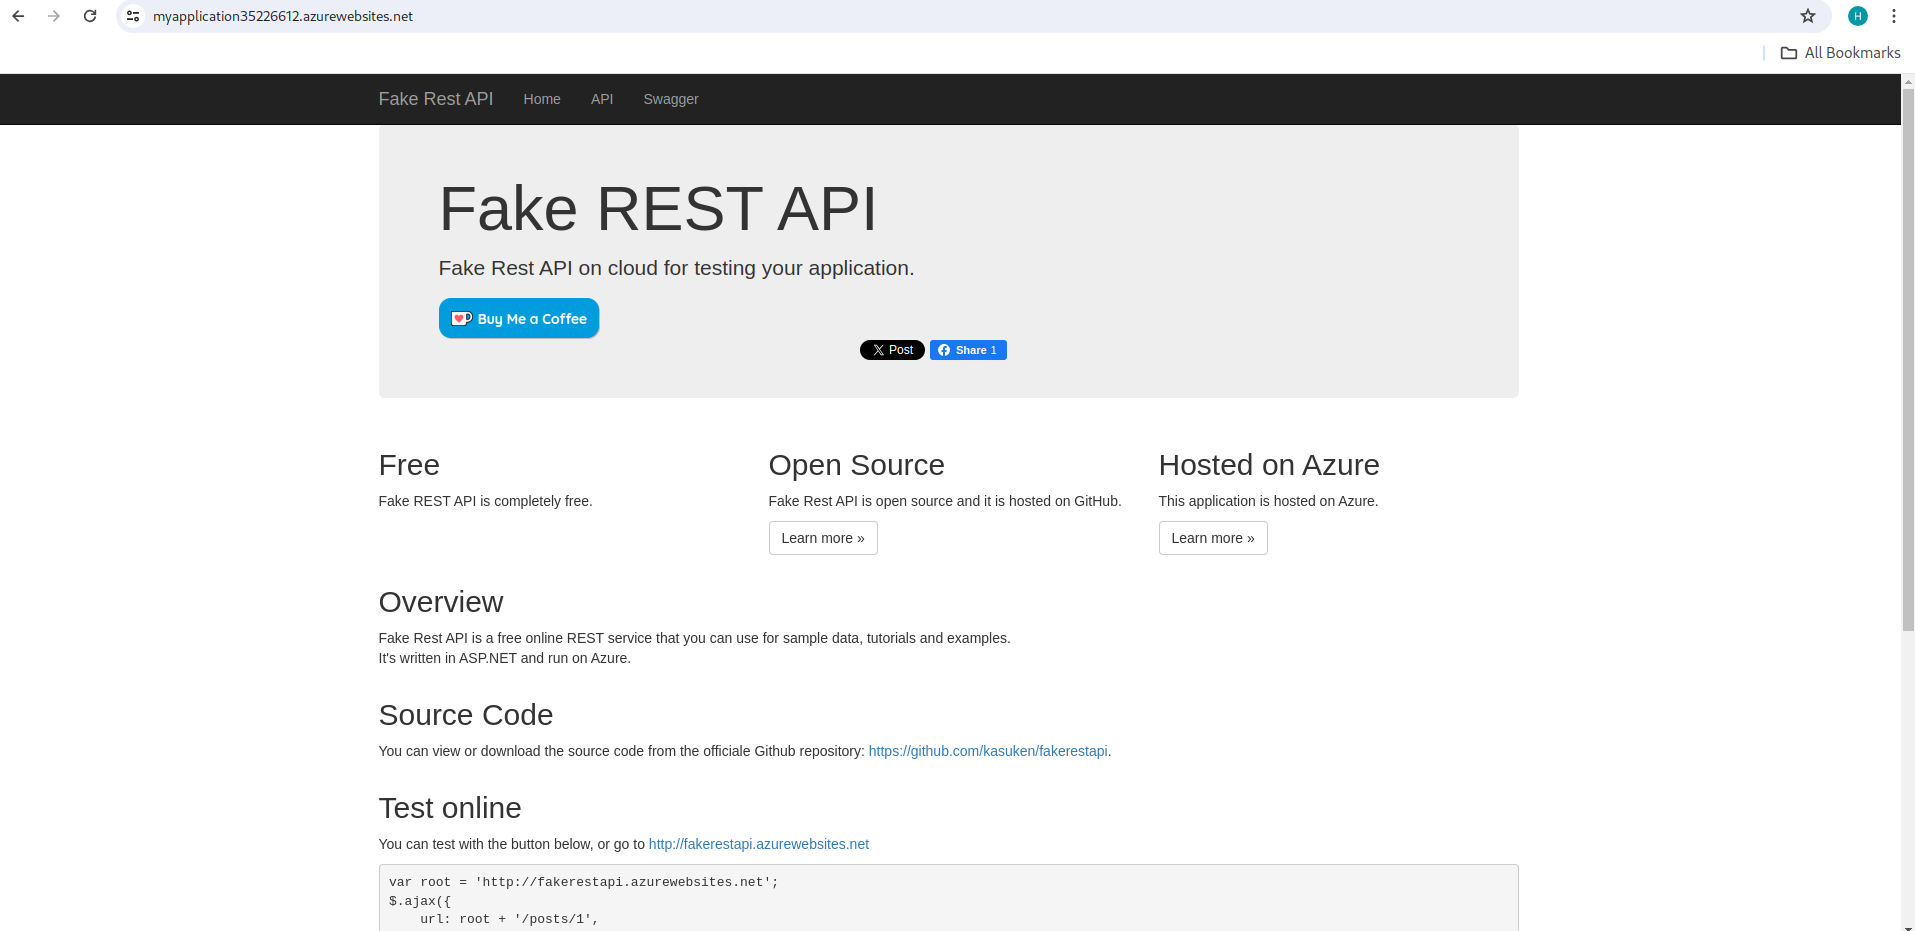 myapplication35226612.azurewebsites.net
H
All Bookmarks
Fake Rest API Home API Swagger
Fake REST API
Fake Rest API on cloud for testing your application.
Buy Me a Coffee
Post Share 1
Free
Fake REST API is completely free.
Open Source
Fake Rest API is open source and it is hosted on GitHub.
Learn more »
Hosted on Azure
This application is hosted on Azure.
Learn more »
Overview
Fake Rest API is a free online REST service that you can use for sample data, tutorials and examples.
It's written in ASP.NET and run on Azure.
Source Code
You can view or download the source code from the officiale Github repository: https://github.com/kasuken/fakerestapi.
Test online
You can test with the button below, or go to http://fakerestapi.azurewebsites.net
var root = 'http://fakerestapi.azurewebsites.net';
$.ajax({
    url: root + '/posts/1',